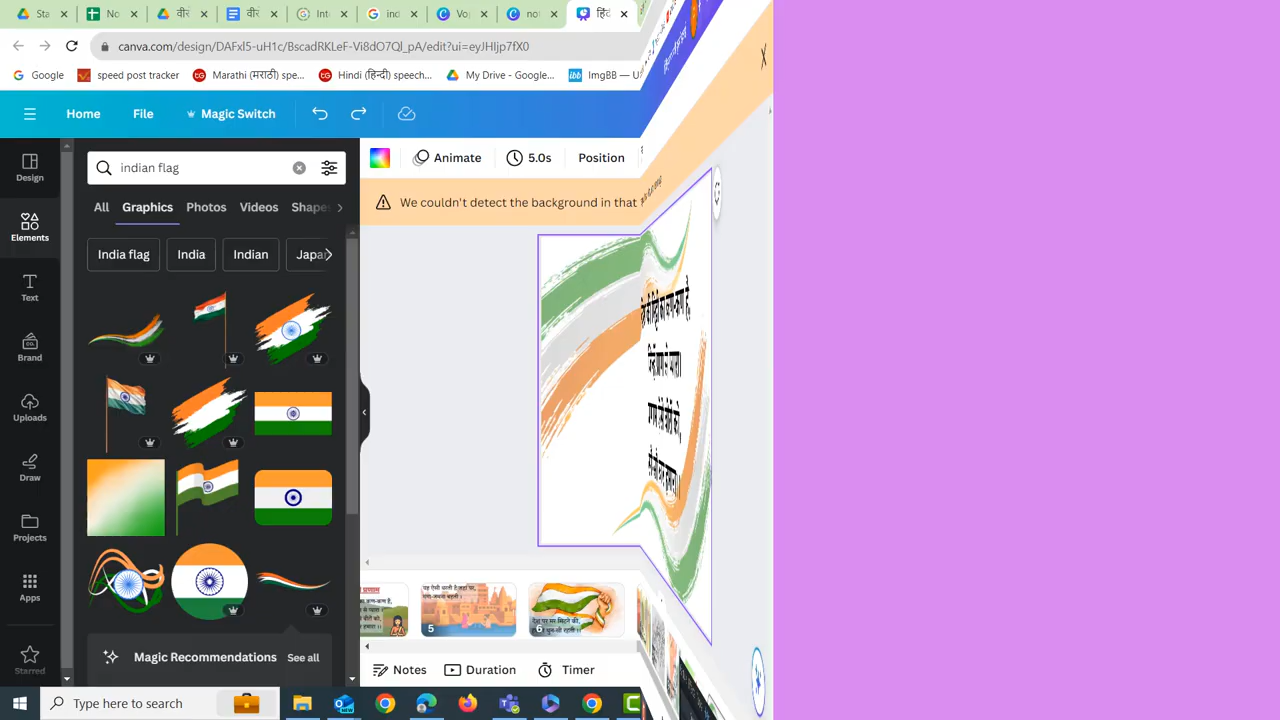 Sta
No
वीर
वीर
Int
ind
Vo
not
हिंद
canva.com/design/DAFxl5-uH1c/BscadRKLeF-Vi8dO7Ql_pA/edit?ui=eyJHIjp7fX0
Google
speed post tracker
Marathi (मराठी) spe...
Hindi (हिन्दी) speech...
My Drive - Google...
ImgBB — U
Home
File
Magic Switch
Design
Elements
Text
Brand
Uploads
Draw
Projects
Apps
Starred
indian flag
All
Graphics
Photos
Videos
Shape
India flag
India
Indian
Japa
Magic Recommendations
See all
Animate
5.0s
Position
We couldn't detect the background in that
5
6
Notes
Duration
Timer
Type here to search